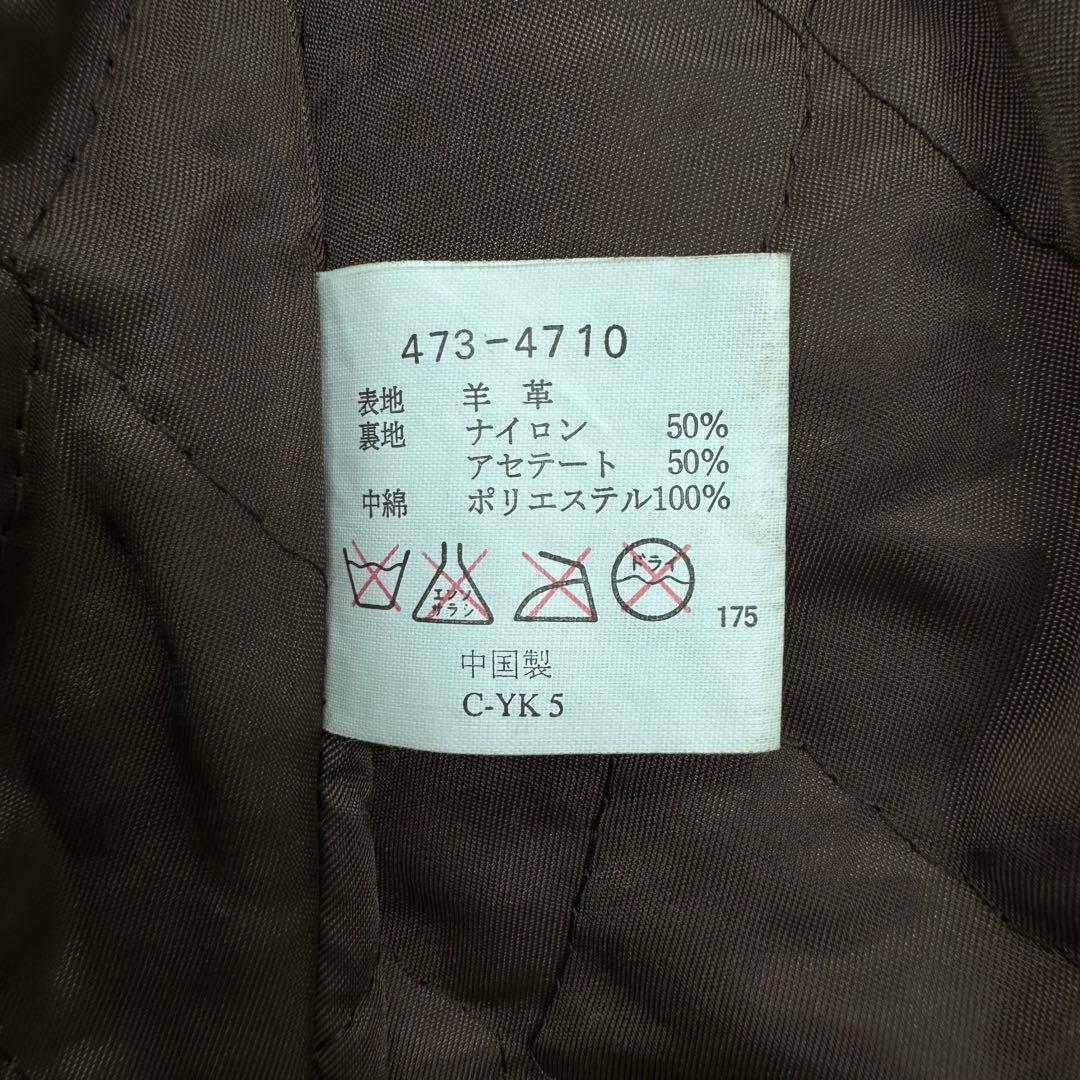 473-4710
表地 羊 革
裏地 ナイロン 50%
アセテート 50%
中綿 ポリエステル100%
エンソ
サラシ
ドライ
175
中国製
C-YK 5